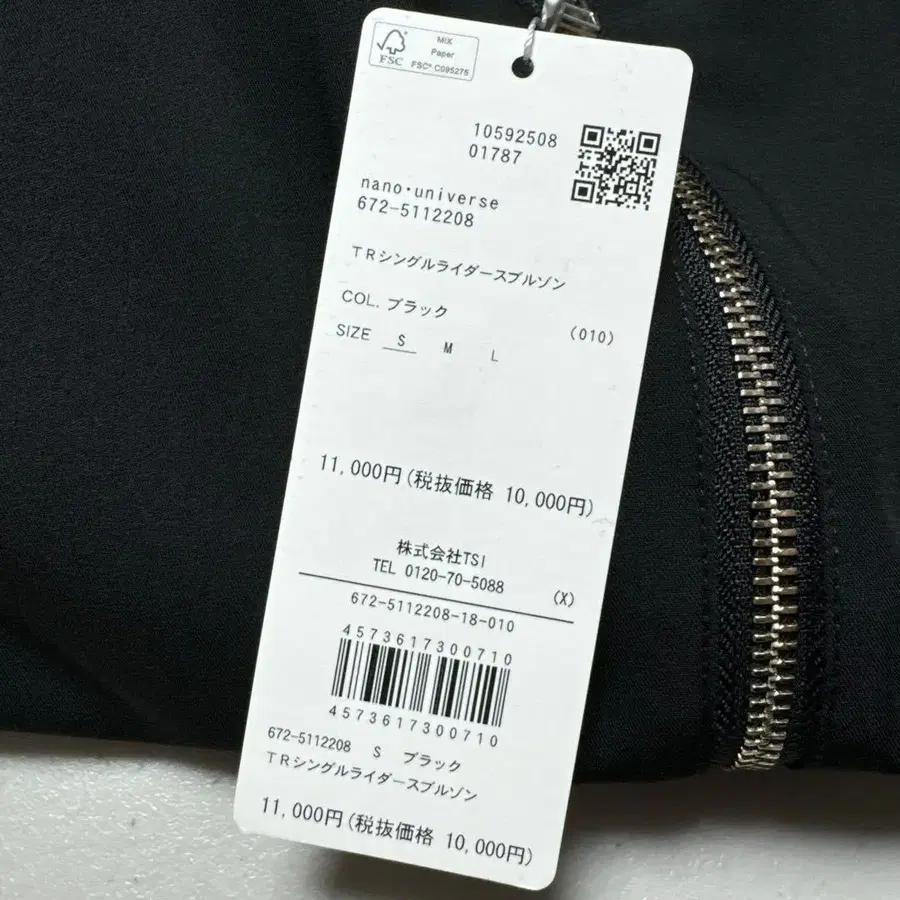 FSC
MIX
Paper
FSC® C095275
10592508
01787
nano・universe
672-5112208
TRシングルライダースブルゾン
COL. ブラック (010)
SIZE S M L
11,000円(税抜価格 10,000円)
株式会社TSI
TEL 0120-70-5088 (X)
672-5112208-18-010
4573617300710
4573617300710
672-5112208 S ブラック
TRシングルライダースブルゾン
11,000円(税抜価格 10,000円)